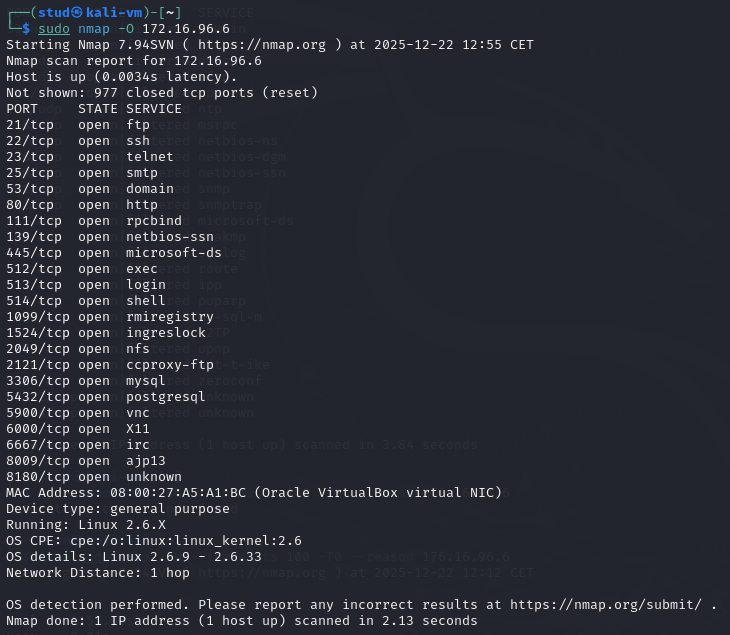 ┌──(stud㉿kali-vm)-[~]
└─$ sudo nmap -O 172.16.96.6
Starting Nmap 7.94SVN ( https://nmap.org ) at 2025-12-22 12:55 CET
Nmap scan report for 172.16.96.6
Host is up (0.0034s latency).
Not shown: 977 closed tcp ports (reset)
PORT     STATE SERVICE
21/tcp   open  ftp
22/tcp   open  ssh
23/tcp   open  telnet
25/tcp   open  smtp
53/tcp   open  domain
80/tcp   open  http
111/tcp  open  rpcbind
139/tcp  open  netbios-ssn
445/tcp  open  microsoft-ds
512/tcp  open  exec
513/tcp  open  login
514/tcp  open  shell
1099/tcp open  rmiregistry
1524/tcp open  ingreslock
2049/tcp open  nfs
2121/tcp open  ccproxy-ftp
3306/tcp open  mysql
5432/tcp open  postgresql
5900/tcp open  vnc
6000/tcp open  X11
6667/tcp open  irc
8009/tcp open  ajp13
8180/tcp open  unknown
MAC Address: 08:00:27:A5:A1:BC (Oracle VirtualBox virtual NIC)
Device type: general purpose
Running: Linux 2.6.X
OS CPE: cpe:/o:linux:linux_kernel:2.6
OS details: Linux 2.6.9 - 2.6.33
Network Distance: 1 hop

OS detection performed. Please report any incorrect results at https://nmap.org/submit/ .
Nmap done: 1 IP address (1 host up) scanned in 2.13 seconds